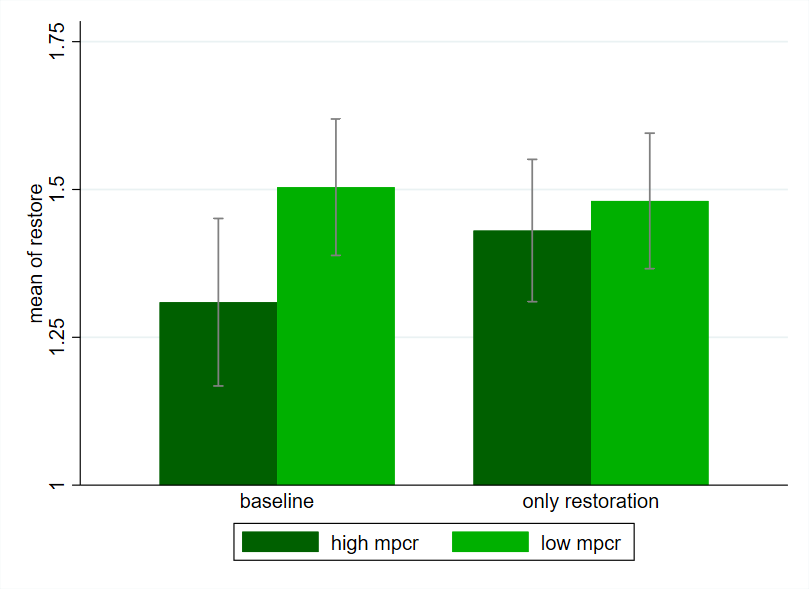 mean of restore
1.75
1.5
1.25
1
baseline only restoration
high mpcr low mpcr